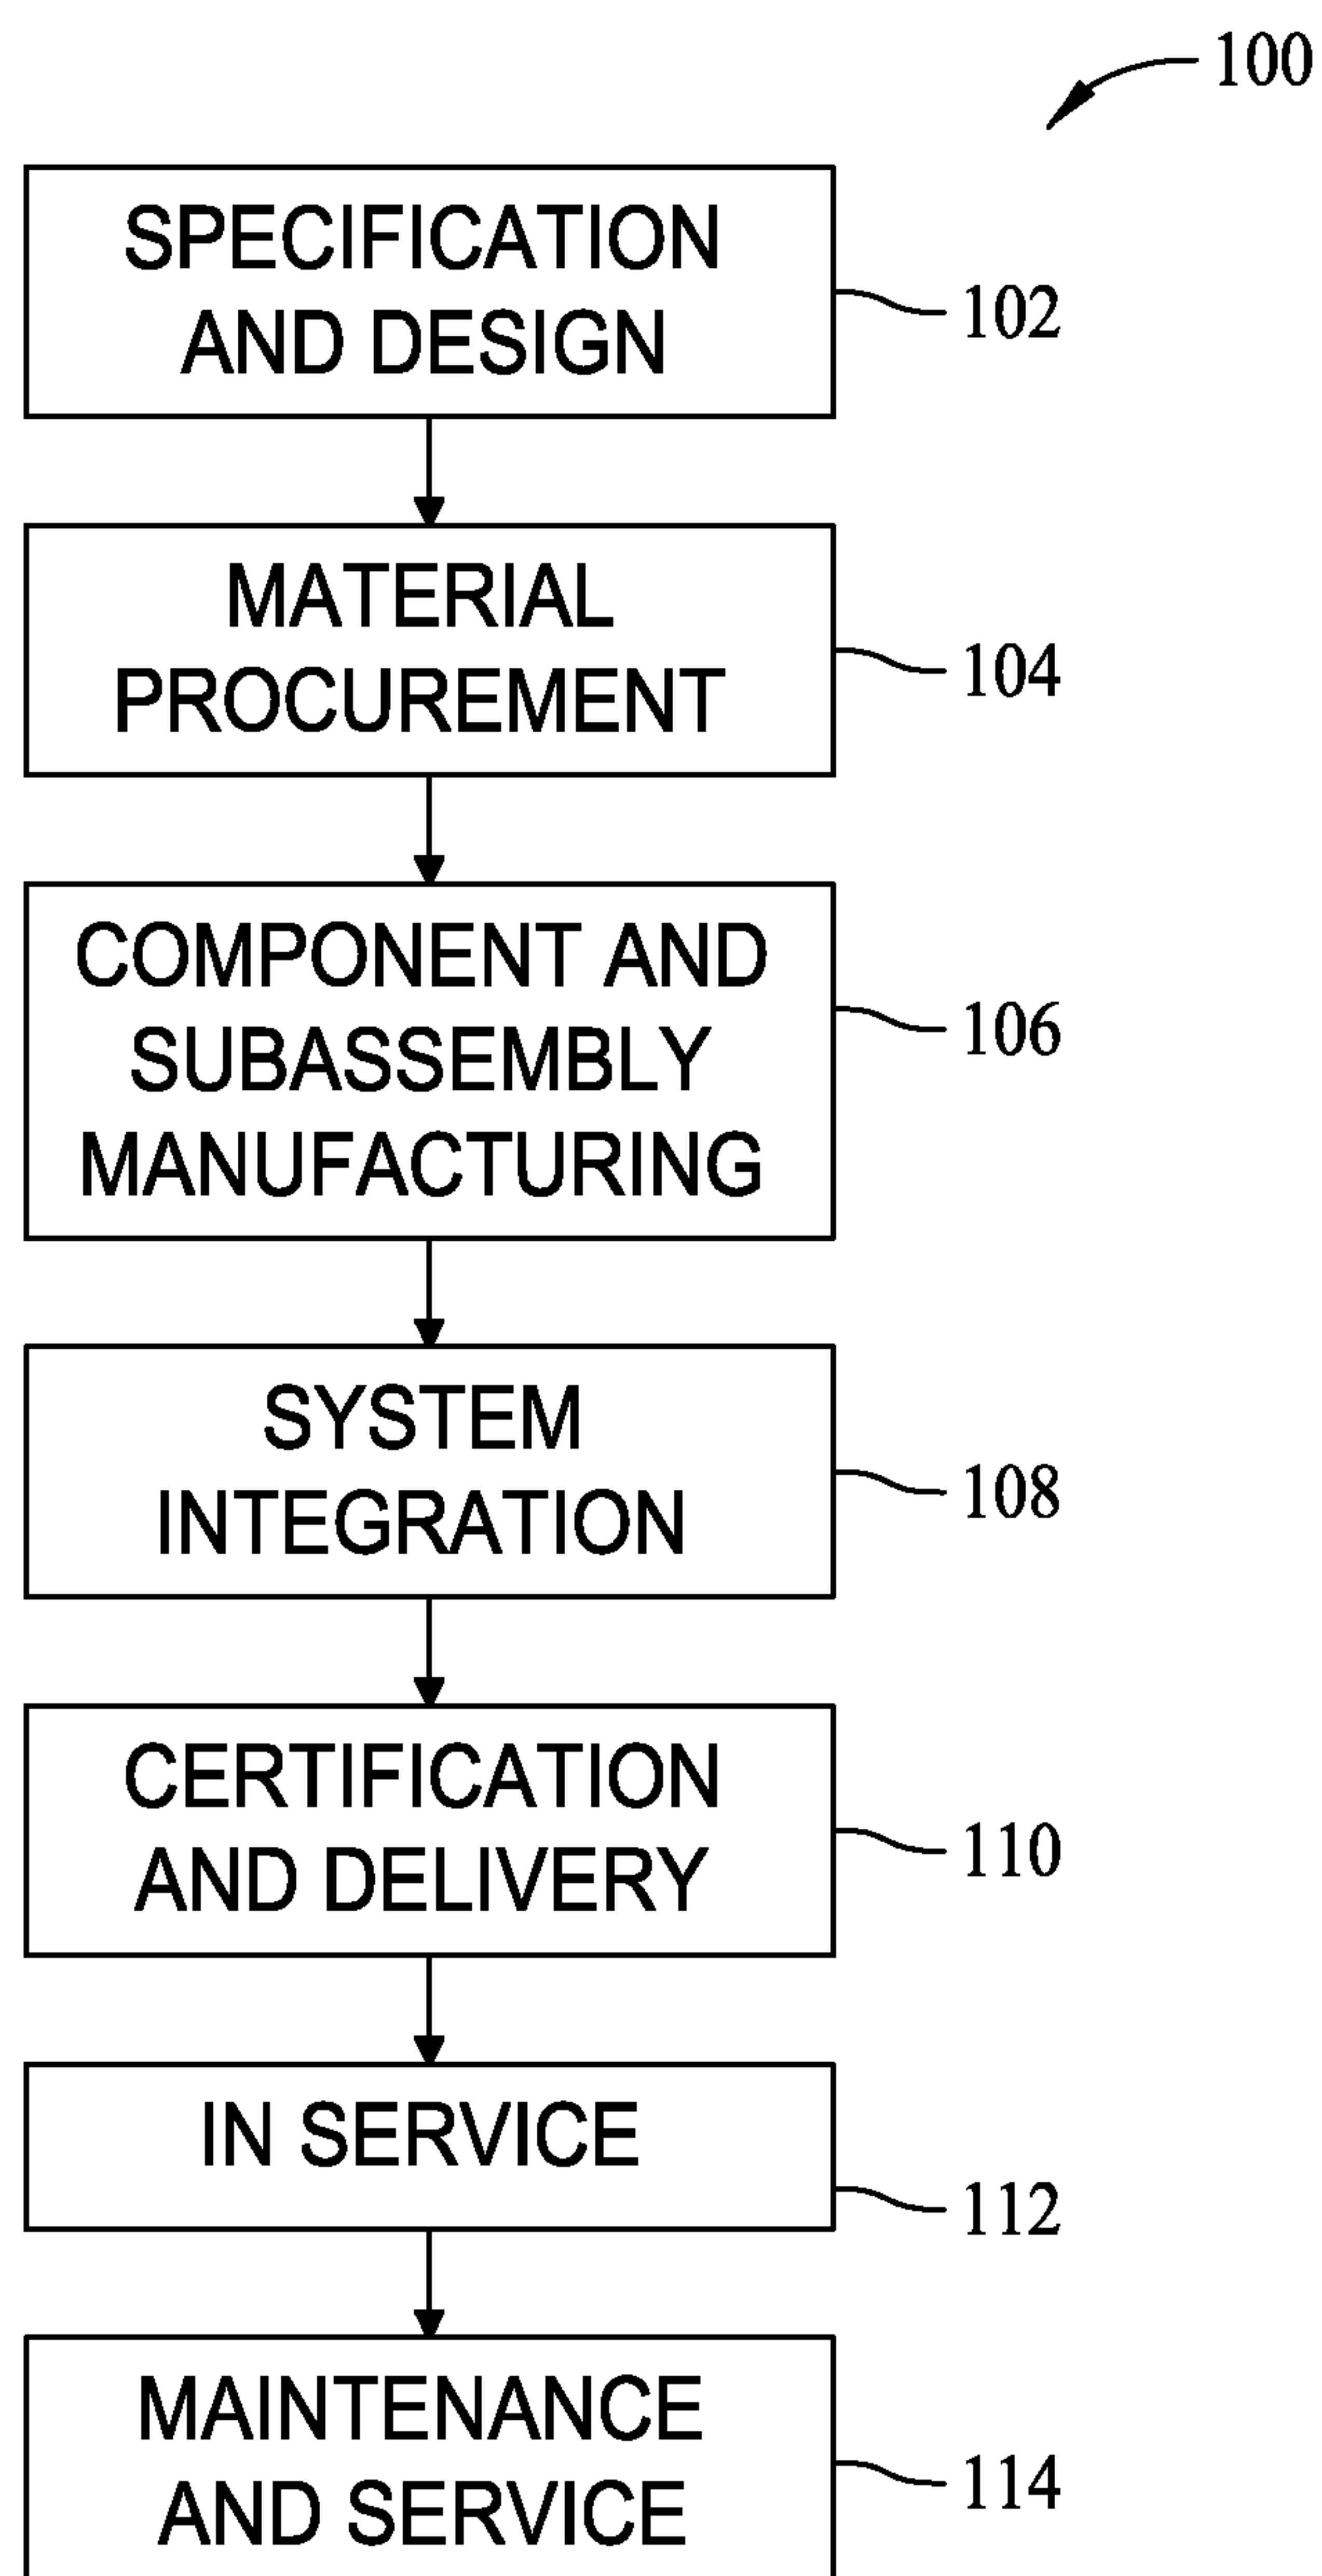 100
SPECIFICATION
AND DESIGN
102
MATERIAL
PROCUREMENT
104
COMPONENT AND
SUBASSEMBLY
MANUFACTURING
106
SYSTEM
INTEGRATION
108
CERTIFICATION
AND DELIVERY
110
IN SERVICE
112
MAINTENANCE
AND SERVICE
114